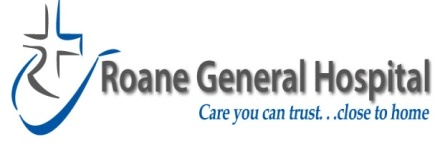 Roane General Hospital
Care you can trust. . .close to home